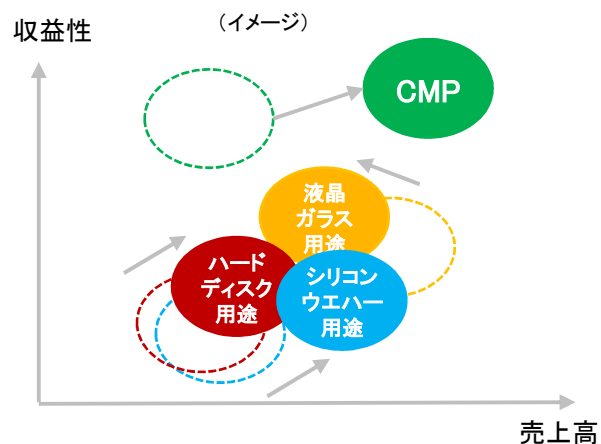 （イメージ）
収益性
CMP
液晶
ガラス
用途
ハード
ディスク
用途
シリコン
ウエハー
用途
売上高